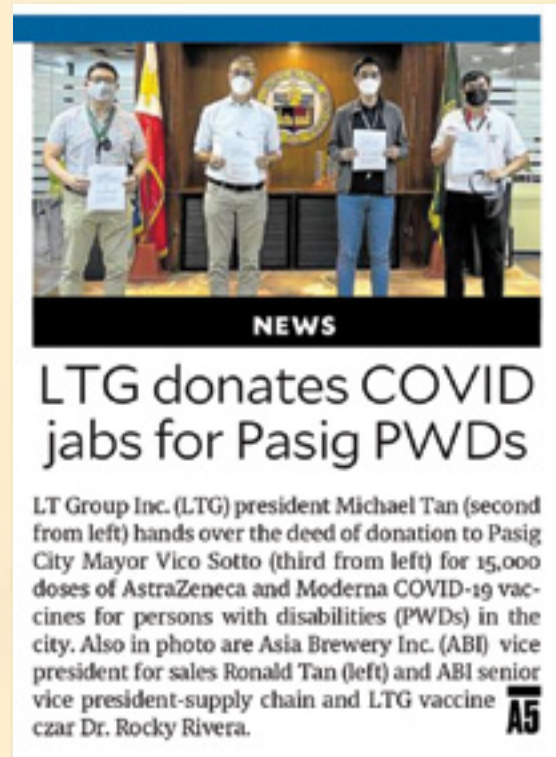 NEWS
LTG donates COVID
jabs for Pasig PWDs
LT Group Inc. (LTG) president Michael Tan (second
from left) hands over the deed of donation to Pasig
City Mayor Vico Sotto (third from left) for 15,000
doses of AstraZeneca and Moderna COVID-19 vac-
cines for persons with disabilities (PWDs) in the
city. Also in photo are Asia Brewery Inc. (ABI) vice
president for sales Ronald Tan (left) and ABI senior
vice president-supply chain and LTG vaccine
czar Dr. Rocky Rivera.
A5